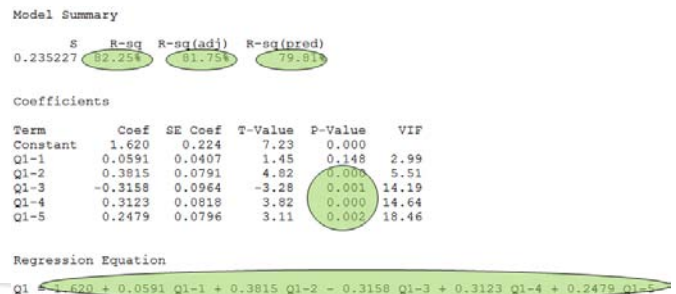 Model Summary
S R-sq R-sq(adj) R-sq(pred)
0.235227 82.25% 81.75% 79.81%
Coefficients
Term Coef SE Coef T-Value P-Value VIF
Constant 1.620 0.224 7.23 0.000
Q1-1 0.0591 0.0407 1.45 0.148 2.99
Q1-2 0.3815 0.0791 4.82 0.000 5.51
Q1-3 -0.3158 0.0964 -3.28 0.001 14.19
Q1-4 0.3123 0.0818 3.82 0.000 14.64
Q1-5 0.2479 0.0796 3.11 0.002 18.46
Regression Equation
Q1 = 1.620 + 0.0591 Q1-1 + 0.3815 Q1-2 - 0.3158 Q1-3 + 0.3123 Q1-4 + 0.2479 Q1-5